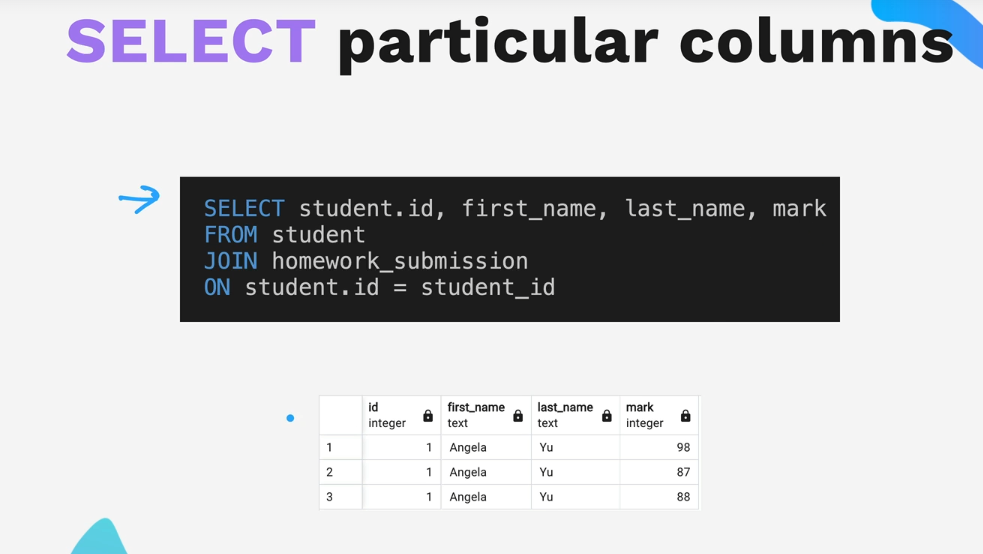 SELECT particular columns
SELECT student.id, first_name, last_name, mark
FROM student
JOIN homework_submission
ON student.id = student_id
id first_name last_name mark
integer text text integer
1 1 Angela Yu 98
2 1 Angela Yu 87
3 1 Angela Yu 88